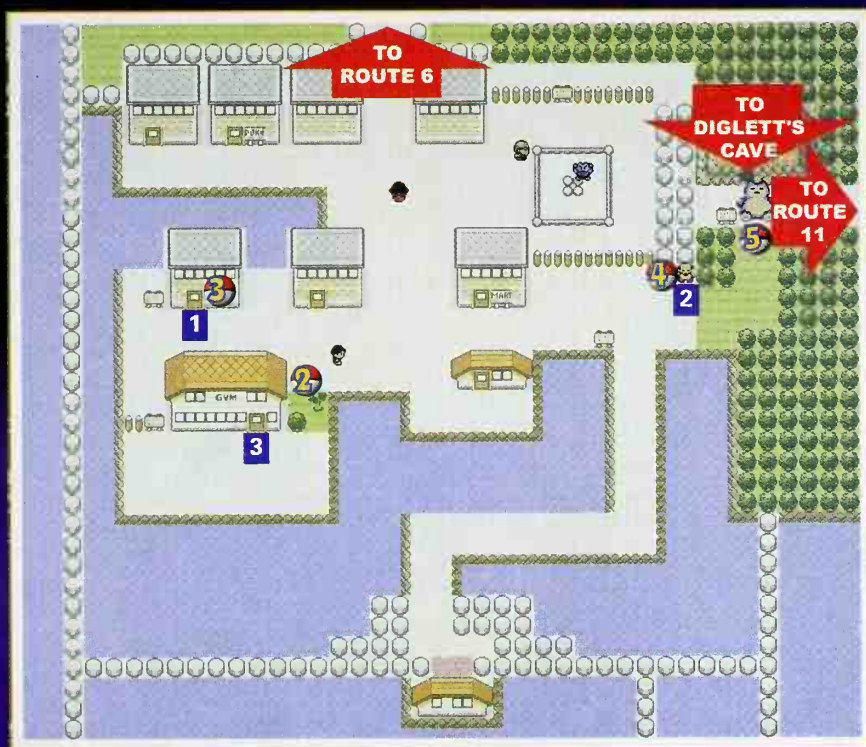 TO
ROUTE 6
TO
DIGLETT'S
CAVE
TO
ROUTE
11
POKé
3
1
5
4
2
MART
2
GYM
3